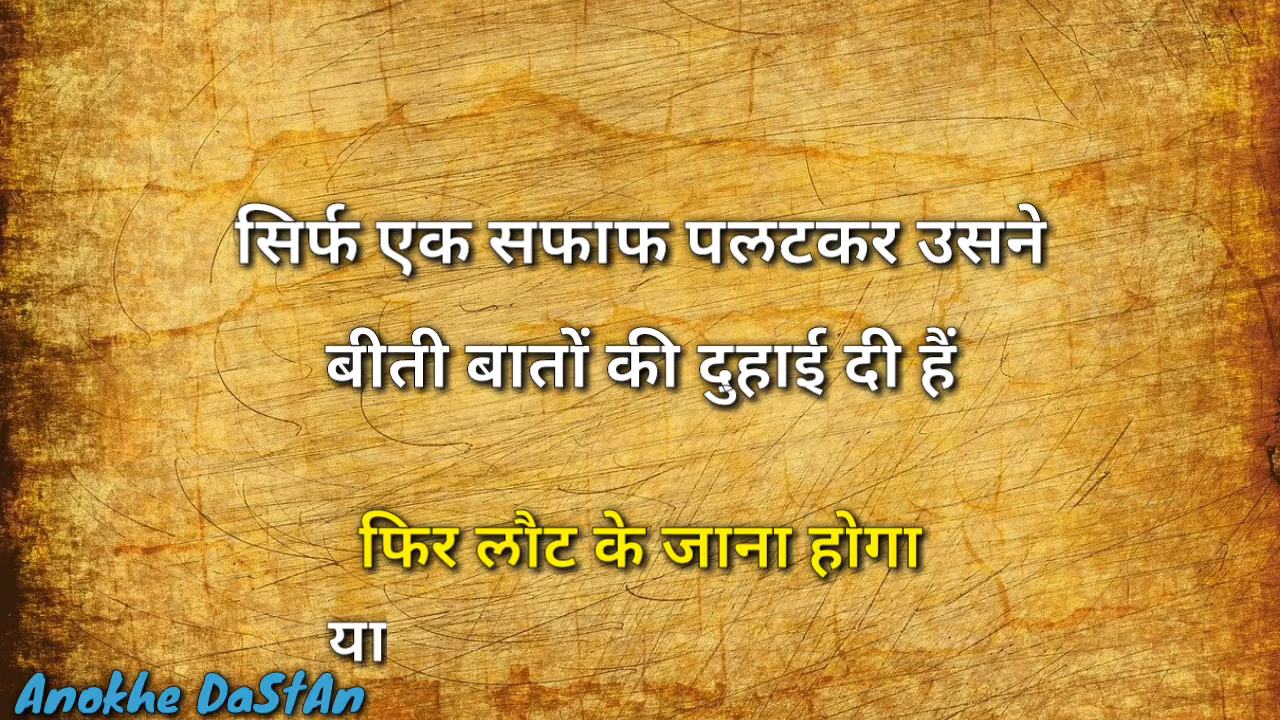 सिर्फ एक सफाफ पलटकर उसने
बीती बातों की दुहाई दी हैं
फिर लौट के जाना होगा
या
Anokhe DaStAn